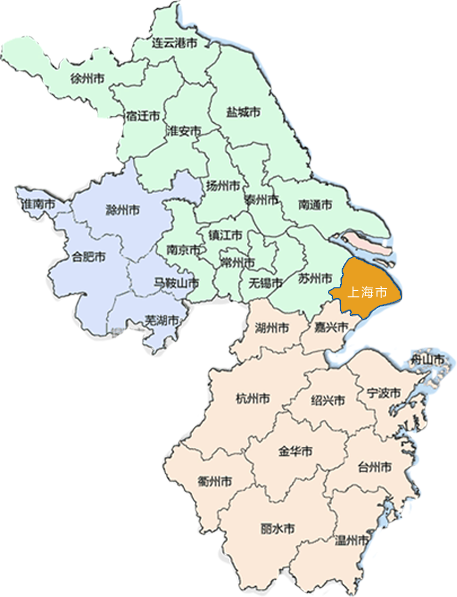 连云港市
徐州市
盐城市
宿迁市
淮安市
扬州市
泰州市
南通市
淮南市
滁州市
镇江市
南京市
常州市
合肥市
马鞍山市
无锡市
苏州市
上海市
芜湖市
湖州市
嘉兴市
舟山市
杭州市
绍兴市
宁波市
金华市
台州市
衢州市
丽水市
温州市